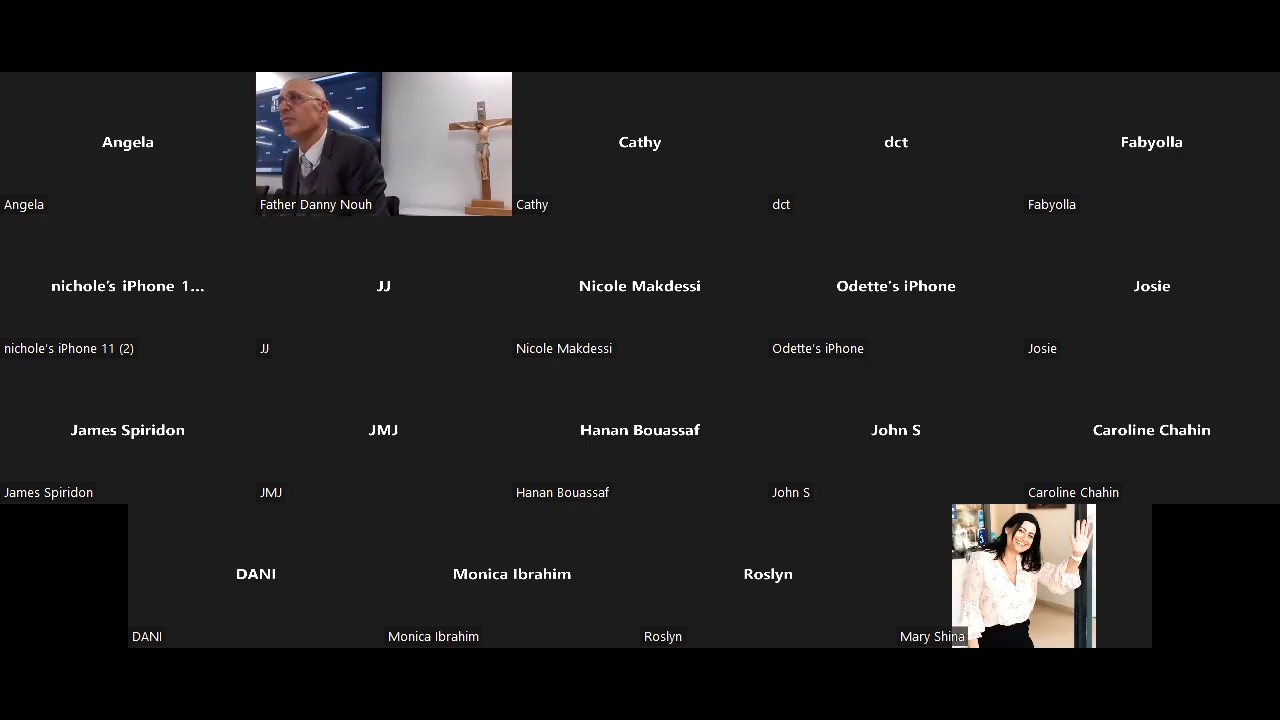 Angela
Cathy
dct
Fabyolla
Angela
Father Danny Nouh
Cathy
dct
Fabyolla
nichole's iPhone 1...
JJ
Nicole Makdessi
Odette's iPhone
Josie
nichole's iPhone 11 (2)
JJ
Nicole Makdessi
Odette's iPhone
Josie
James Spiridon
JMJ
Hanan Bouassaf
John S
Caroline Chahin
James Spiridon
JMJ
Hanan Bouassaf
John S
Caroline Chahin
DANI
Monica Ibrahim
Roslyn
DANI
Monica Ibrahim
Roslyn
Mary Shina